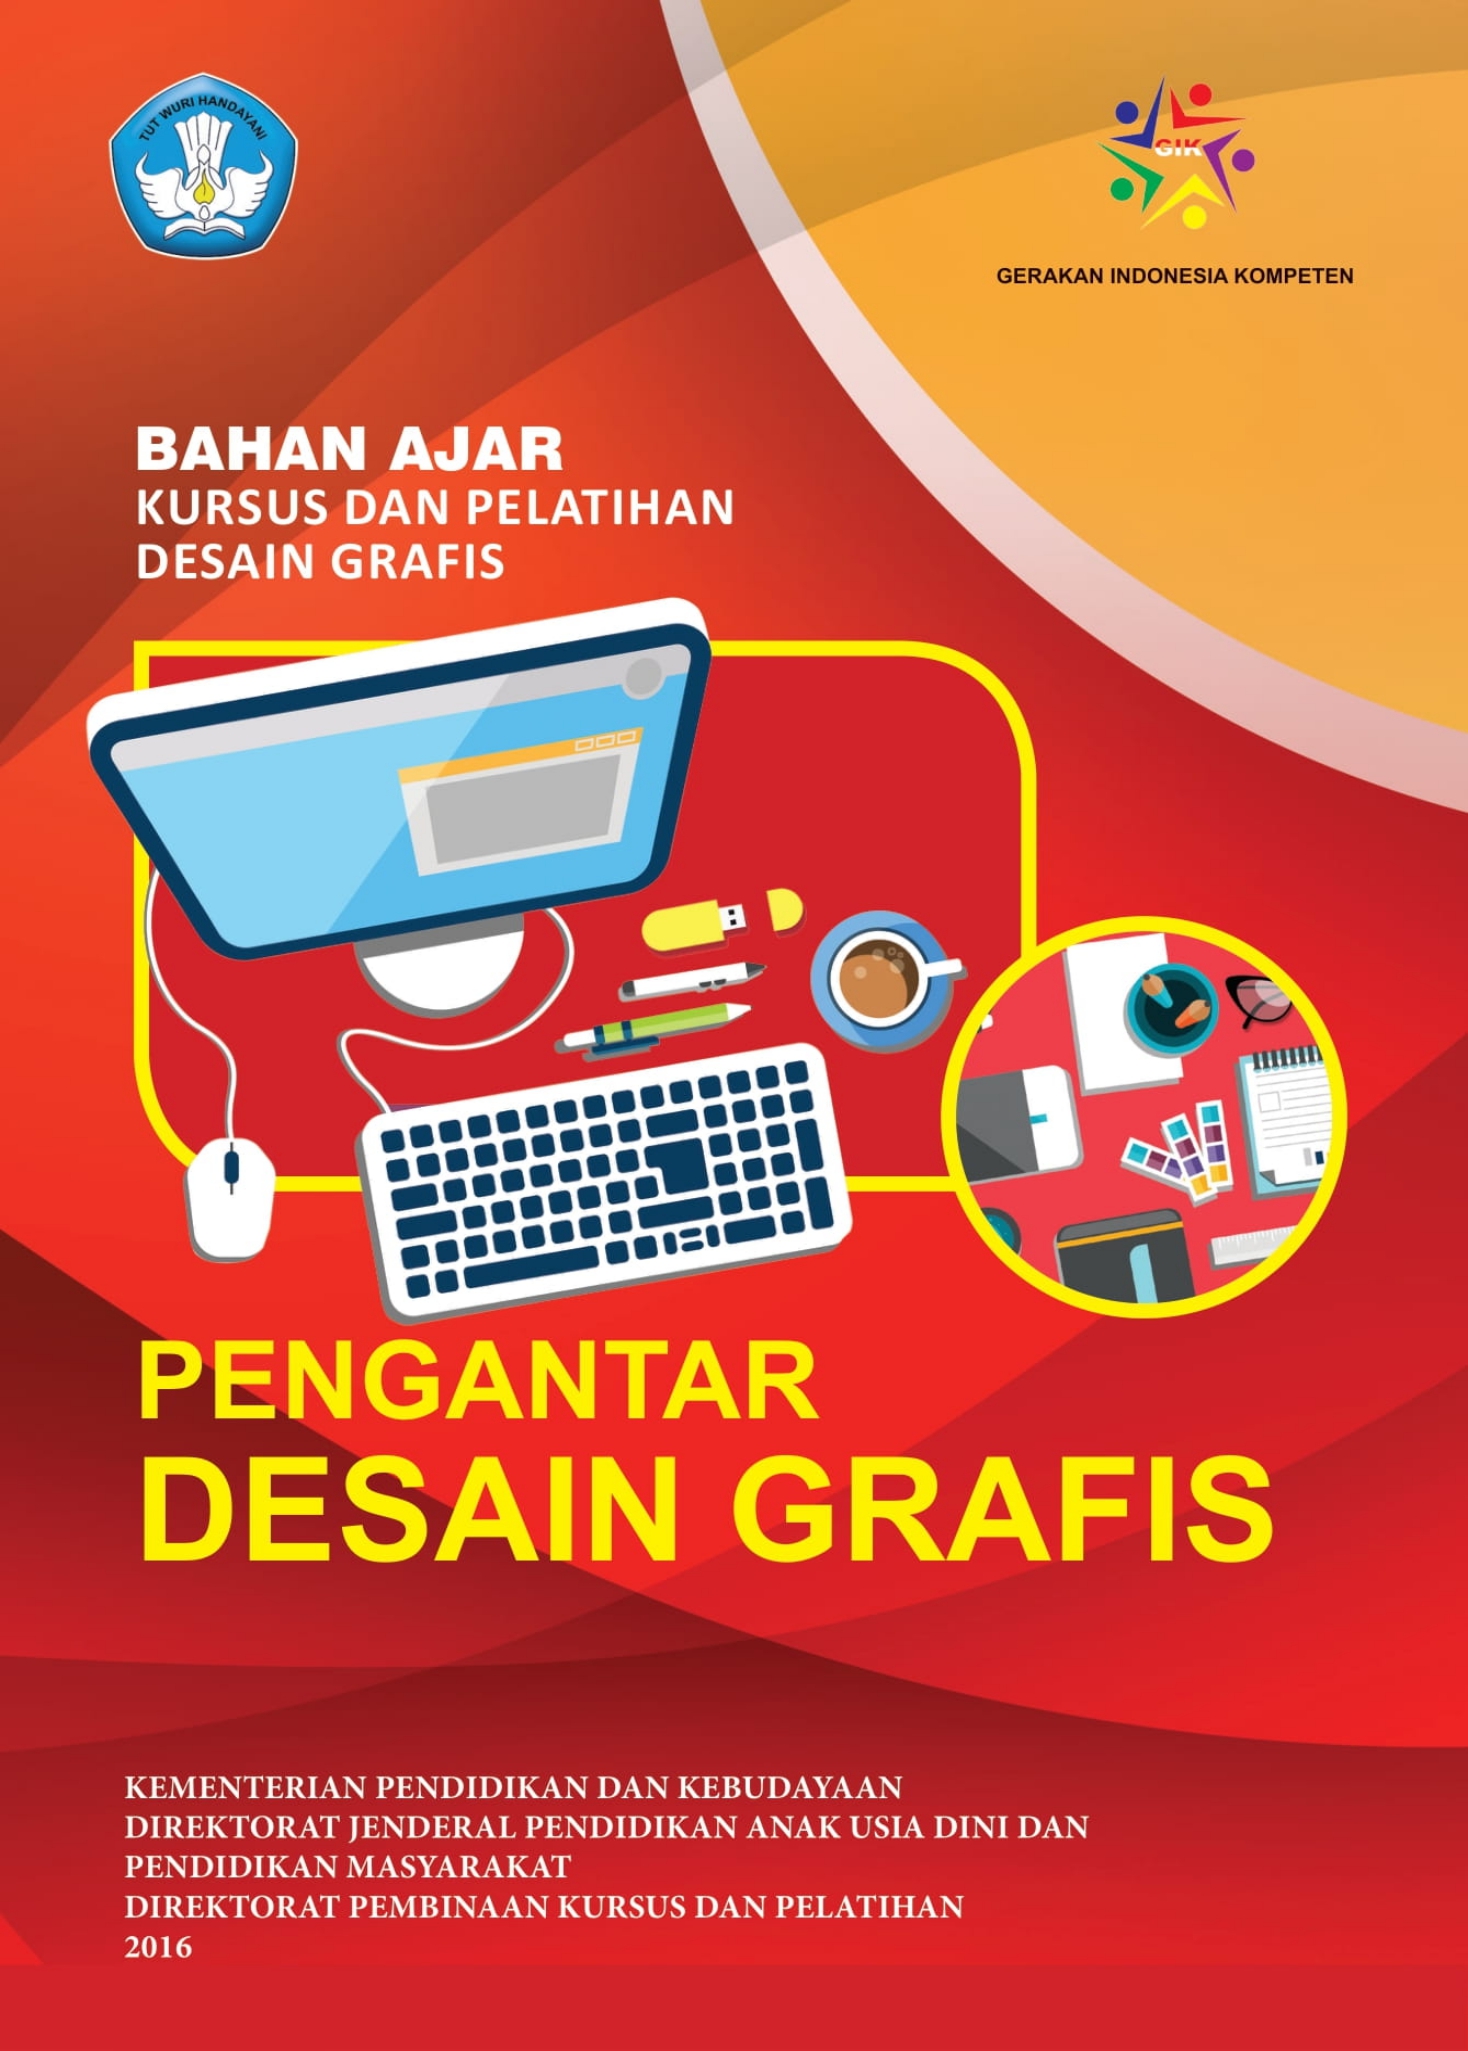 TUT WURI HANDAYANI
GIK
GERAKAN INDONESIA KOMPETEN
BAHAN AJAR
KURSUS DAN PELATIHAN
DESAIN GRAFIS
PENGANTAR
DESAIN GRAFIS
KEMENTERIAN PENDIDIKAN DAN KEBUDAYAAN
DIREKTORAT JENDERAL PENDIDIKAN ANAK USIA DINI DAN
PENDIDIKAN MASYARAKAT
DIREKTORAT PEMBINAAN KURSUS DAN PELATIHAN
2016